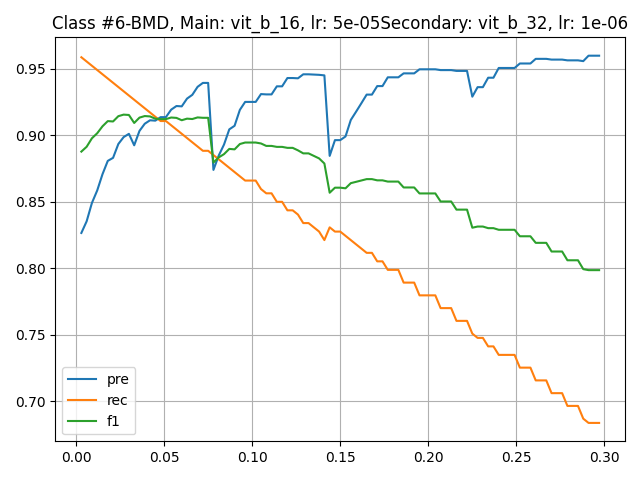 Class #6-BMD, Main: vit_b_16, lr: 5e-05Secondary: vit_b_32, lr: 1e-06
0.95
0.90
0.85
0.80
0.75
0.70
pre
rec
f1
0.00 0.05 0.10 0.15 0.20 0.25 0.30